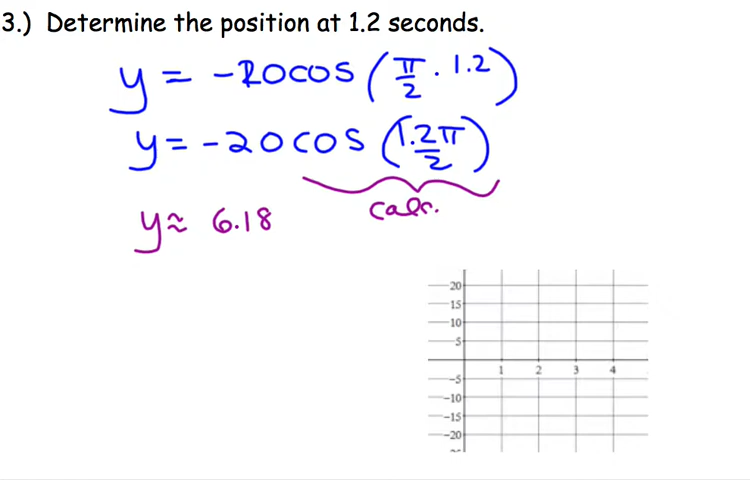 3.) Determine the position at 1.2 seconds.
y = -20cos(π/2 · 1.2)
y = -20cos(1.2π/2)
calc.
y ≈ 6.18
20
15
10
5
1 2 3 4
-5
-10
-15
-20